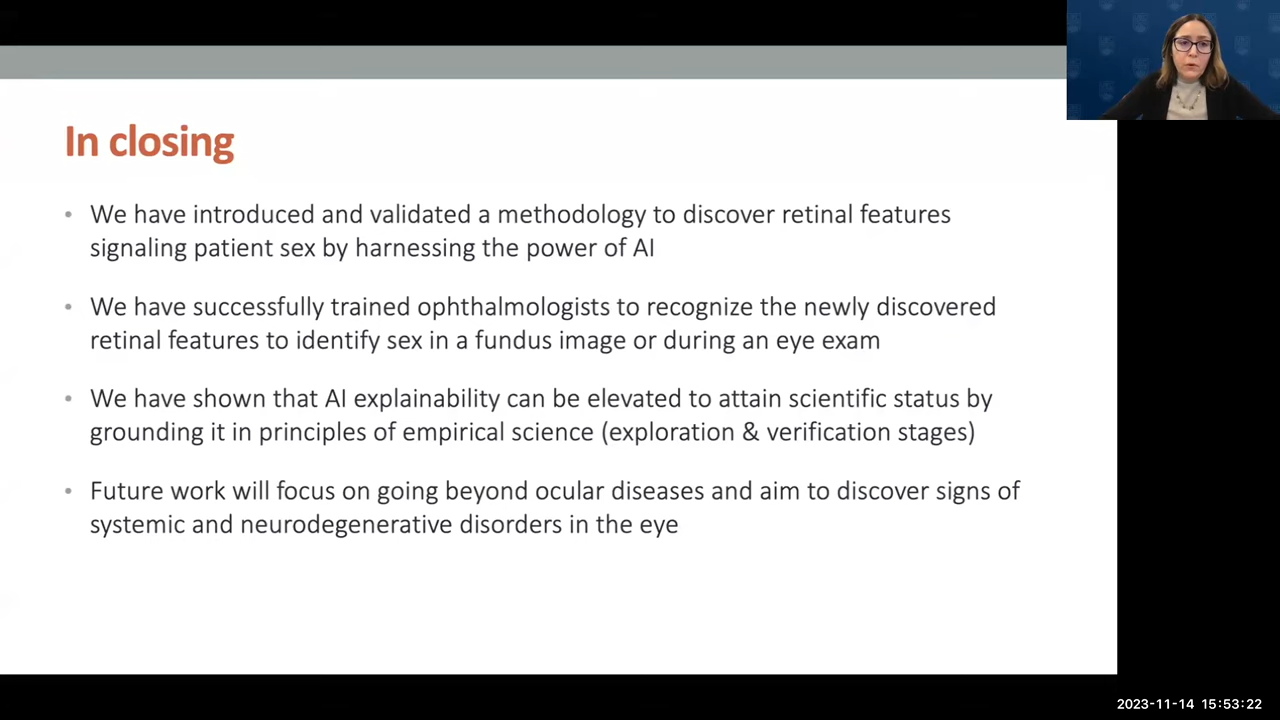 In closing
• We have introduced and validated a methodology to discover retinal features
signaling patient sex by harnessing the power of AI
• We have successfully trained ophthalmologists to recognize the newly discovered
retinal features to identify sex in a fundus image or during an eye exam
• We have shown that AI explainability can be elevated to attain scientific status by
grounding it in principles of empirical science (exploration & verification stages)
• Future work will focus on going beyond ocular diseases and aim to discover signs of
systemic and neurodegenerative disorders in the eye
2023-11-14 15:53:22